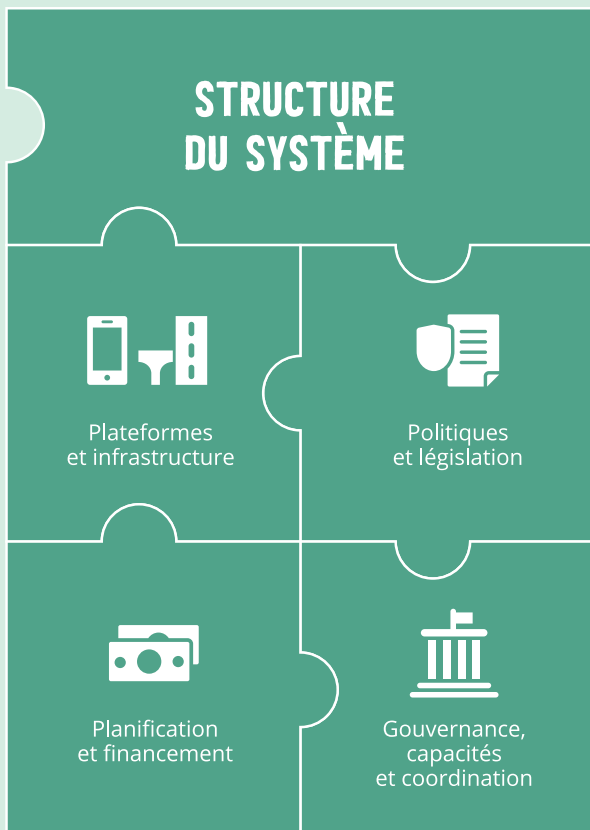 STRUCTURE
DU SYSTÈME
Plateformes
et infrastructure
Politiques
et législation
Planification
et financement
Gouvernance,
capacités
et coordination